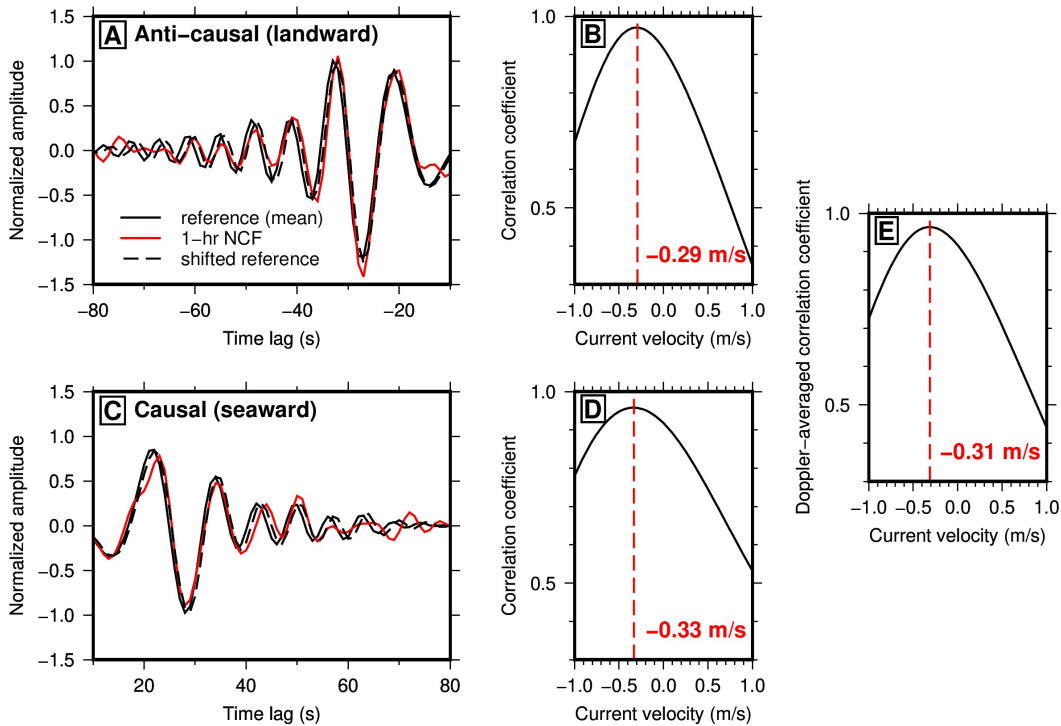 A Anti−causal (landward)
Normalized amplitude
1.5
1.0
0.5
0.0
−0.5
−1.0
−1.5
reference (mean)
1−hr NCF
shifted reference
−80 −60 −40 −20
Time lag (s)
B
Correlation coefficient
1.0
0.5
−0.29 m/s
−1.0 −0.5 0.0 0.5 1.0
Current velocity (m/s)
C Causal (seaward)
Normalized amplitude
1.5
1.0
0.5
0.0
−0.5
−1.0
−1.5
20 40 60 80
Time lag (s)
D
Correlation coefficient
1.0
0.5
−0.33 m/s
−1.0 −0.5 0.0 0.5 1.0
Current velocity (m/s)
E
Doppler−averaged correlation coefficient
1.0
0.5
−0.31 m/s
−1.0 −0.5 0.0 0.5 1.0
Current velocity (m/s)